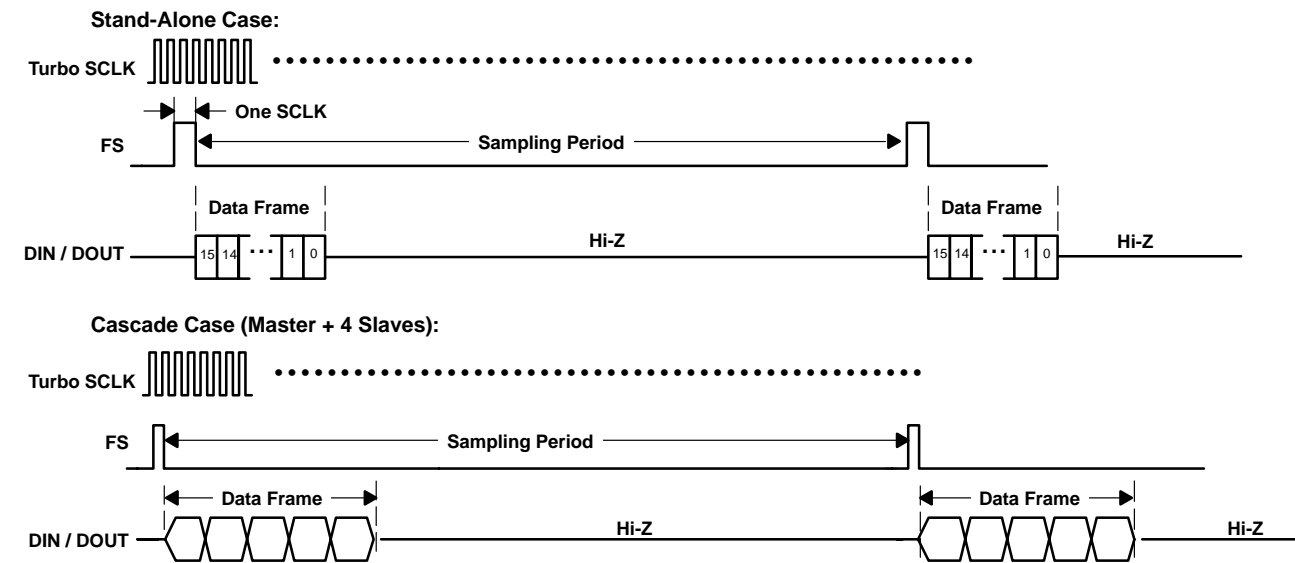 Stand-Alone Case:
Turbo SCLK
One SCLK
FS
Sampling Period
Data Frame
Data Frame
DIN / DOUT
15 14 ... 1 0
Hi-Z
15 14 ... 1 0
Hi-Z
Cascade Case (Master + 4 Slaves):
Turbo SCLK
FS
Sampling Period
Data Frame
Data Frame
DIN / DOUT
Hi-Z
Hi-Z